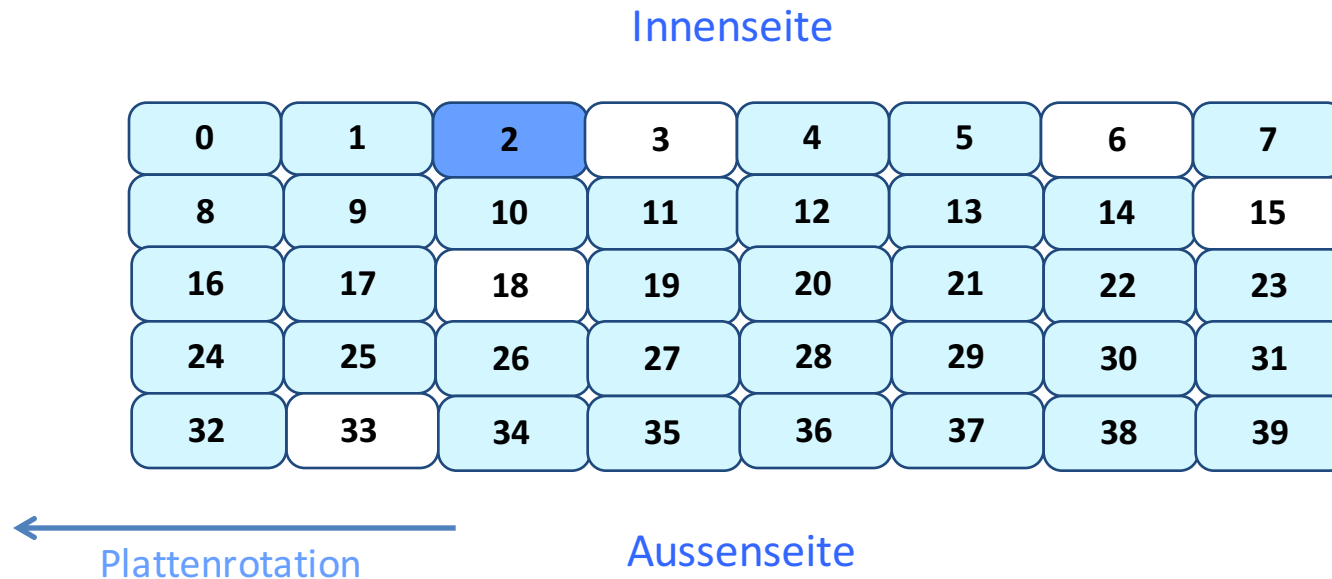 Innenseite
0 1 2 3 4 5 6 7
8 9 10 11 12 13 14 15
16 17 18 19 20 21 22 23
24 25 26 27 28 29 30 31
32 33 34 35 36 37 38 39
Plattenrotation
Aussenseite